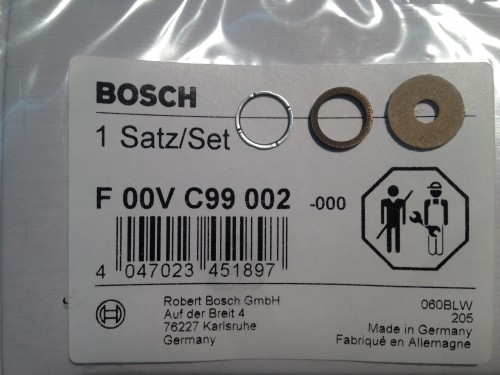 BOSCH
1 Satz/Set
F 00V C99 002 -000
4 047023 451897
Robert Bosch GmbH
Auf der Breit 4
76227 Karlsruhe
Germany
060BLW
205
Made in Germany
Fabriqué en Allemagne